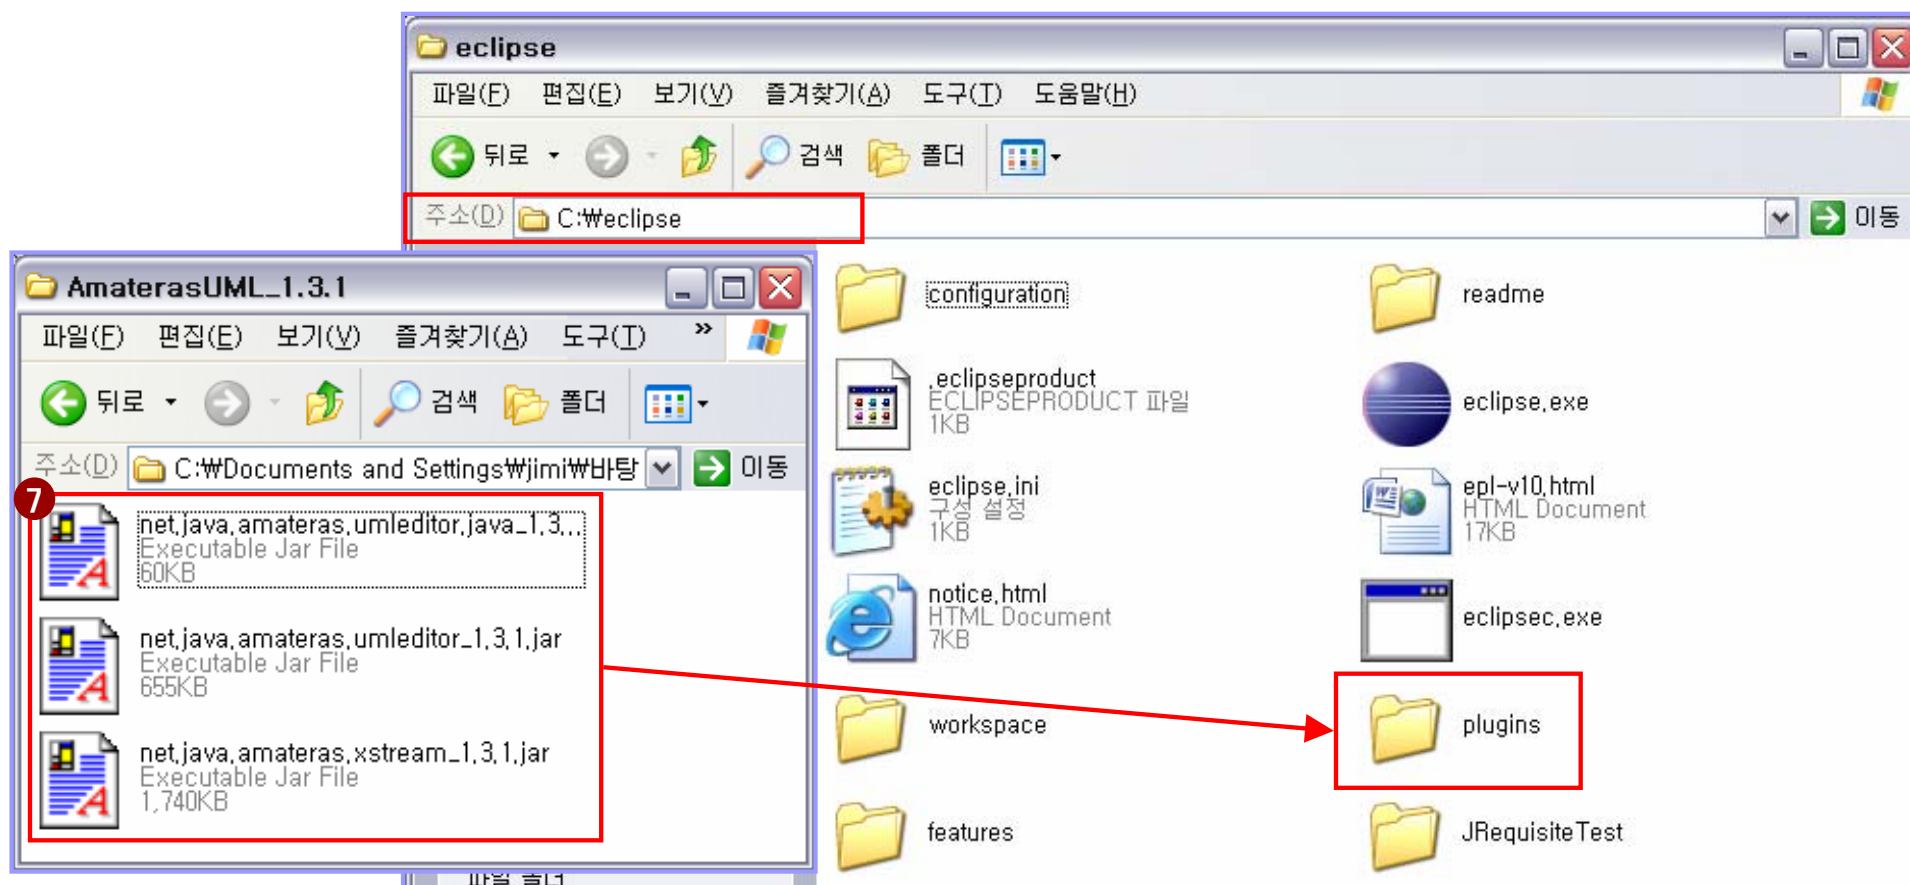 eclipse
파일(F) 편집(E) 보기(V) 즐겨찾기(A) 도구(T) 도움말(H)
뒤로 검색 폴더
주소(D) C:₩eclipse 이동
configuration
readme
.eclipseproduct
ECLIPSEPRODUCT 파일
1KB
eclipse.exe
eclipse.ini
구성 설정
1KB
epl-v10.html
HTML Document
17KB
notice.html
HTML Document
7KB
eclipsec.exe
workspace
plugins
features
JRequisiteTest
파일 폴더
AmaterasUML_1.3.1
파일(F) 편집(E) 보기(V) 즐겨찾기(A) 도구(T) »
뒤로 검색 폴더
주소(D) C:₩Documents and Settings₩jimi₩바탕 이동
7
net.java.amateras.umleditor.java_1.3...
Executable Jar File
60KB
net.java.amateras.umleditor_1.3.1.jar
Executable Jar File
655KB
net.java.amateras.xstream_1.3.1.jar
Executable Jar File
1,740KB